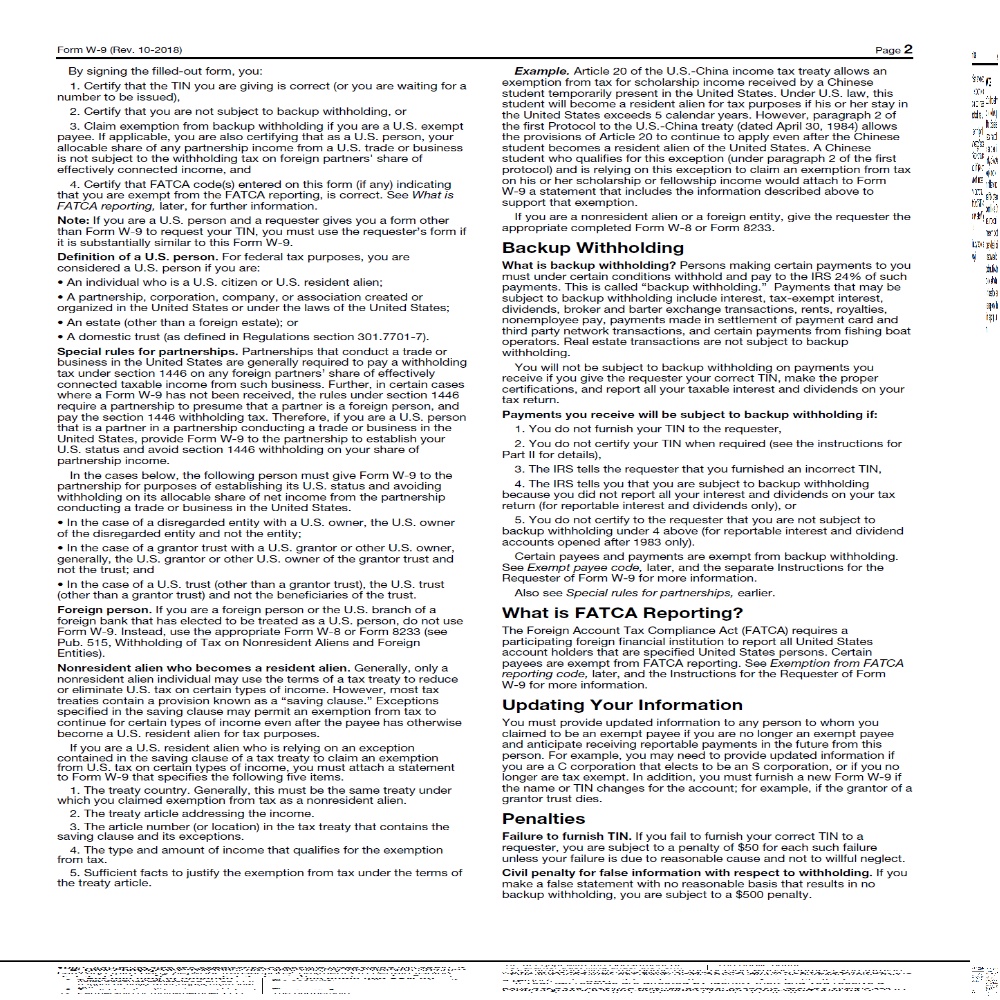 Form W-9 (Rev. 10-2018)
Page 2
By signing the filled-out form, you:
1. Certify that the TIN you are giving is correct (or you are waiting for a
number to be issued),
2. Certify that you are not subject to backup withholding, or
3. Claim exemption from backup withholding if you are a U.S. exempt
payee. If applicable, you are also certifying that as a U.S. person, your
allocable share of any partnership income from a U.S. trade or business
is not subject to the withholding tax on foreign partners' share of
effectively connected income, and
4. Certify that FATCA code(s) entered on this form (if any) indicating
that you are exempt from the FATCA reporting, is correct. See What is
FATCA reporting, later, for further information.
Note: If you are a U.S. person and a requester gives you a form other
than Form W-9 to request your TIN, you must use the requester's form if
it is substantially similar to this Form W-9.
Definition of a U.S. person. For federal tax purposes, you are
considered a U.S. person if you are:
• An individual who is a U.S. citizen or U.S. resident alien;
• A partnership, corporation, company, or association created or
organized in the United States or under the laws of the United States;
• An estate (other than a foreign estate); or
• A domestic trust (as defined in Regulations section 301.7701-7).
Special rules for partnerships. Partnerships that conduct a trade or
business in the United States are generally required to pay a withholding
tax under section 1446 on any foreign partners' share of effectively
connected taxable income from such business. Further, in certain cases
where a Form W-9 has not been received, the rules under section 1446
require a partnership to presume that a partner is a foreign person, and
pay the section 1446 withholding tax. Therefore, if you are a U.S. person
that is a partner in a partnership conducting a trade or business in the
United States, provide Form W-9 to the partnership to establish your
U.S. status and avoid section 1446 withholding on your share of
partnership income.
In the cases below, the following person must give Form W-9 to the
partnership for purposes of establishing its U.S. status and avoiding
withholding on its allocable share of net income from the partnership
conducting a trade or business in the United States.
• In the case of a disregarded entity with a U.S. owner, the U.S. owner
of the disregarded entity and not the entity;
• In the case of a grantor trust with a U.S. grantor or other U.S. owner,
generally, the U.S. grantor or other U.S. owner of the grantor trust and
not the trust; and
• In the case of a U.S. trust (other than a grantor trust), the U.S. trust
(other than a grantor trust) and not the beneficiaries of the trust.
Foreign person. If you are a foreign person or the U.S. branch of a
foreign bank that has elected to be treated as a U.S. person, do not use
Form W-9. Instead, use the appropriate Form W-8 or Form 8233 (see
Pub. 515, Withholding of Tax on Nonresident Aliens and Foreign
Entities).
Nonresident alien who becomes a resident alien. Generally, only a
nonresident alien individual may use the terms of a tax treaty to reduce
or eliminate U.S. tax on certain types of income. However, most tax
treaties contain a provision known as a “saving clause.” Exceptions
specified in the saving clause may permit an exemption from tax to
continue for certain types of income even after the payee has otherwise
become a U.S. resident alien for tax purposes.
If you are a U.S. resident alien who is relying on an exception
contained in the saving clause of a tax treaty to claim an exemption
from U.S. tax on certain types of income, you must attach a statement
to Form W-9 that specifies the following five items.
1. The treaty country. Generally, this must be the same treaty under
which you claimed exemption from tax as a nonresident alien.
2. The treaty article addressing the income.
3. The article number (or location) in the tax treaty that contains the
saving clause and its exceptions.
4. The type and amount of income that qualifies for the exemption
from tax.
5. Sufficient facts to justify the exemption from tax under the terms of
the treaty article.
Example. Article 20 of the U.S.-China income tax treaty allows an
exemption from tax for scholarship income received by a Chinese
student temporarily present in the United States. Under U.S. law, this
student will become a resident alien for tax purposes if his or her stay in
the United States exceeds 5 calendar years. However, paragraph 2 of
the first Protocol to the U.S.-China treaty (dated April 30, 1984) allows
the provisions of Article 20 to continue to apply even after the Chinese
student becomes a resident alien of the United States. A Chinese
student who qualifies for this exception (under paragraph 2 of the first
protocol) and is relying on this exception to claim an exemption from tax
on his or her scholarship or fellowship income would attach to Form
W-9 a statement that includes the information described above to
support that exemption.
If you are a nonresident alien or a foreign entity, give the requester the
appropriate completed Form W-8 or Form 8233.
Backup Withholding
What is backup withholding? Persons making certain payments to you
must under certain conditions withhold and pay to the IRS 24% of such
payments. This is called “backup withholding.” Payments that may be
subject to backup withholding include interest, tax-exempt interest,
dividends, broker and barter exchange transactions, rents, royalties,
nonemployee pay, payments made in settlement of payment card and
third party network transactions, and certain payments from fishing boat
operators. Real estate transactions are not subject to backup
withholding.
You will not be subject to backup withholding on payments you
receive if you give the requester your correct TIN, make the proper
certifications, and report all your taxable interest and dividends on your
tax return.
Payments you receive will be subject to backup withholding if:
1. You do not furnish your TIN to the requester,
2. You do not certify your TIN when required (see the instructions for
Part II for details),
3. The IRS tells the requester that you furnished an incorrect TIN,
4. The IRS tells you that you are subject to backup withholding
because you did not report all your interest and dividends on your tax
return (for reportable interest and dividends only), or
5. You do not certify to the requester that you are not subject to
backup withholding under 4 above (for reportable interest and dividend
accounts opened after 1983 only).
Certain payees and payments are exempt from backup withholding.
See Exempt payee code, later, and the separate Instructions for the
Requester of Form W-9 for more information.
Also see Special rules for partnerships, earlier.
What is FATCA Reporting?
The Foreign Account Tax Compliance Act (FATCA) requires a
participating foreign financial institution to report all United States
account holders that are specified United States persons. Certain
payees are exempt from FATCA reporting. See Exemption from FATCA
reporting code, later, and the Instructions for the Requester of Form
W-9 for more information.
Updating Your Information
You must provide updated information to any person to whom you
claimed to be an exempt payee if you are no longer an exempt payee
and anticipate receiving reportable payments in the future from this
person. For example, you may need to provide updated information if
you are a C corporation that elects to be an S corporation, or if you no
longer are tax exempt. In addition, you must furnish a new Form W-9 if
the name or TIN changes for the account; for example, if the grantor of a
grantor trust dies.
Penalties
Failure to furnish TIN. If you fail to furnish your correct TIN to a
requester, you are subject to a penalty of $50 for each such failure
unless your failure is due to reasonable cause and not to willful neglect.
Civil penalty for false information with respect to withholding. If you
make a false statement with no reasonable basis that results in no
backup withholding, you are subject to a $500 penalty.